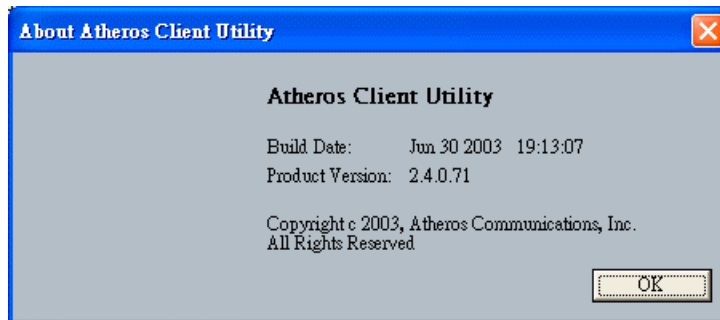 About Atheros Client Utility
Atheros Client Utility
Build Date: Jun 30 2003 19:13:07
Product Version: 2.4.0.71
Copyright c 2003, Atheros Communications, Inc.
All Rights Reserved
OK